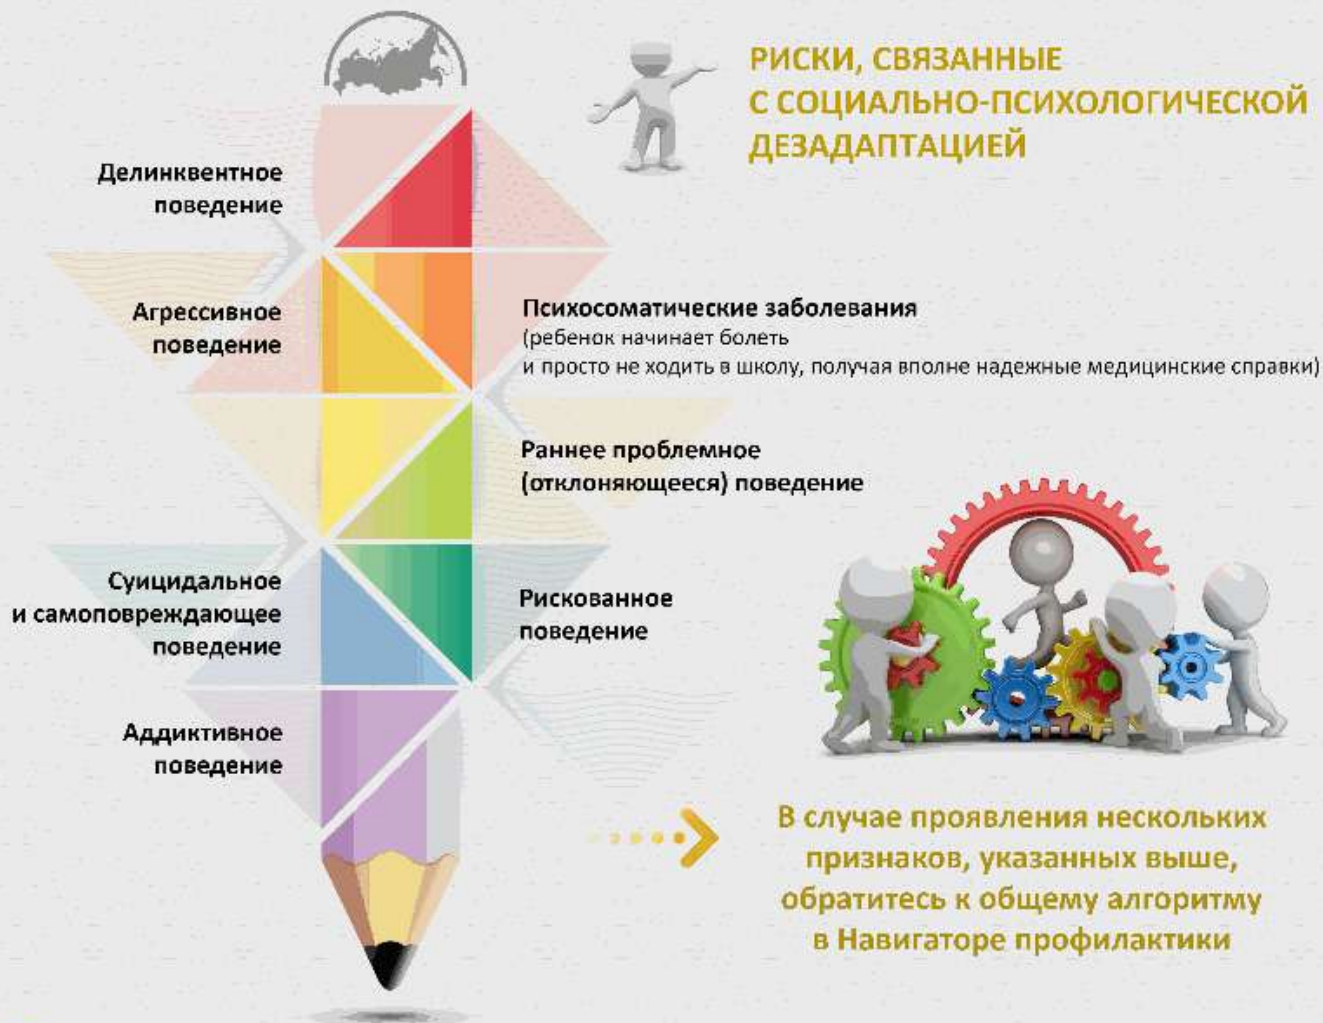 РИСКИ, СВЯЗАННЫЕ
С СОЦИАЛЬНО-ПСИХОЛОГИЧЕСКОЙ
ДЕЗАДАПТАЦИЕЙ
Делинквентное
поведение
Агрессивное
поведение
Психосоматические заболевания
(ребенок начинает болеть
и просто не ходить в школу, получая вполне надежные медицинские справки)
Раннее проблемное
(отклоняющееся) поведение
Суицидальное
и самоповреждающее
поведение
Рискованное
поведение
Аддиктивное
поведение
В случае проявления нескольких
признаков, указанных выше,
обратитесь к общему алгоритму
в Навигаторе профилактики